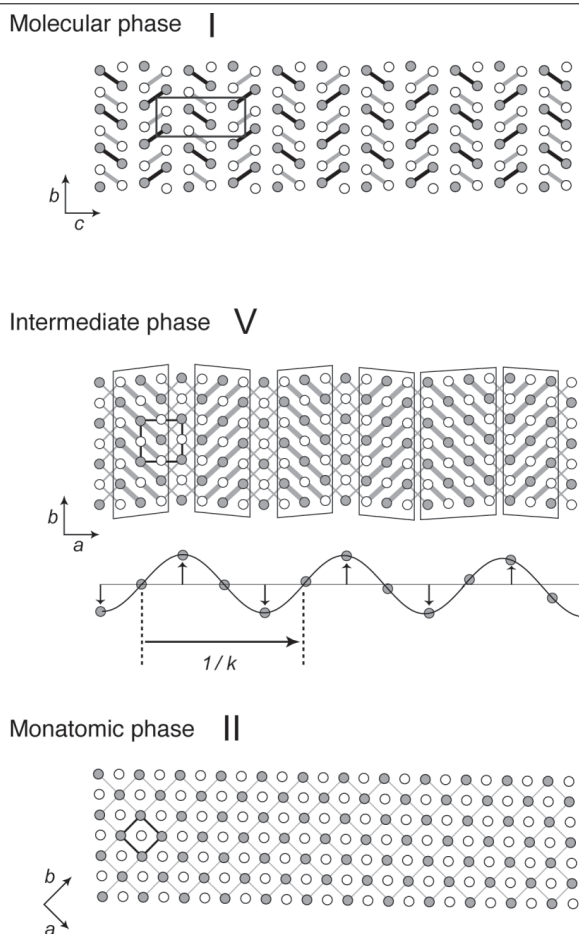 Molecular phase I
b
c
Intermediate phase V
b
a
1 / k
Monatomic phase II
b
a